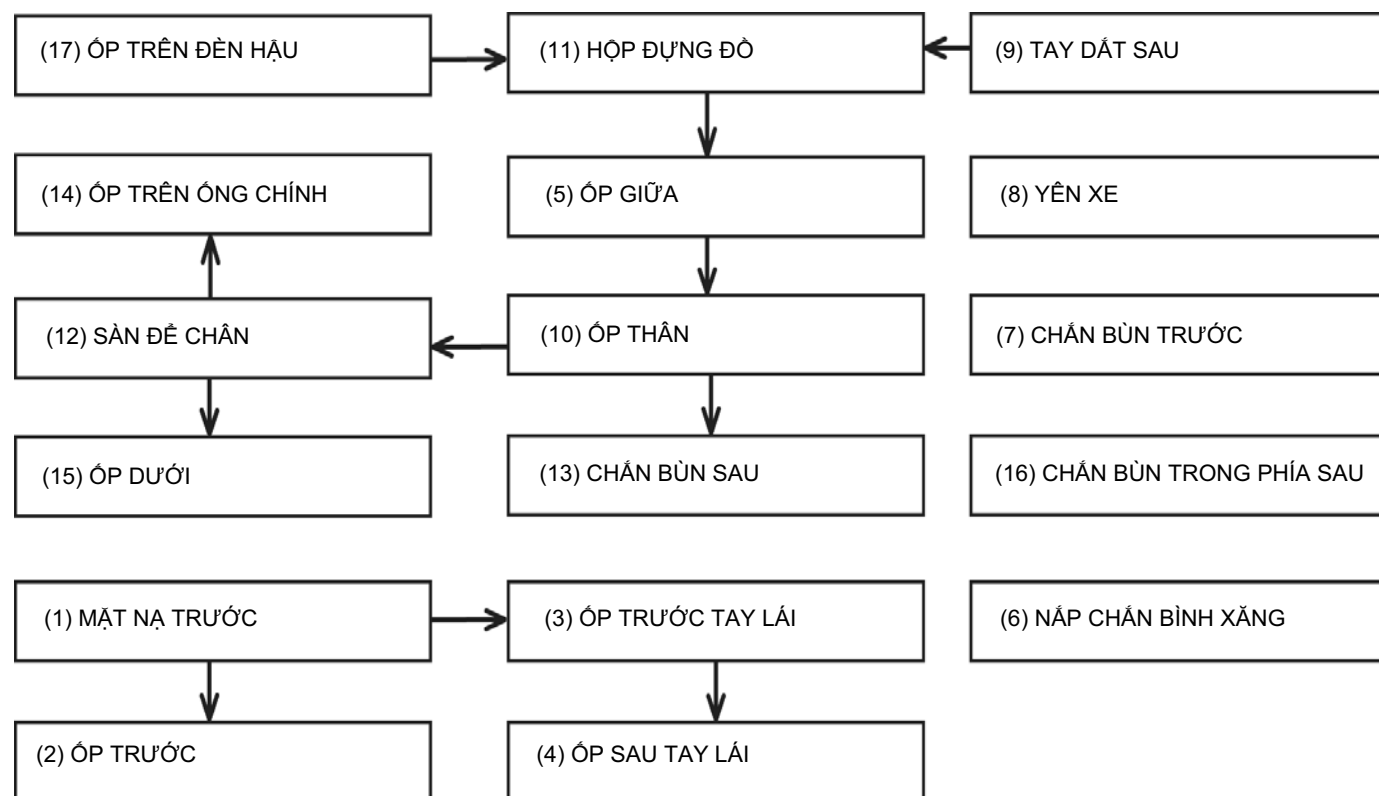 (17) ỐP TRÊN ĐÈN HẬU
(11) HỘP ĐỰNG ĐỒ
(9) TAY DẮT SAU
(14) ỐP TRÊN ỐNG CHÍNH
(5) ỐP GIỮA
(8) YÊN XE
(12) SÀN ĐỂ CHÂN
(10) ỐP THÂN
(7) CHẮN BÙN TRƯỚC
(15) ỐP DƯỚI
(13) CHẮN BÙN SAU
(16) CHẮN BÙN TRONG PHÍA SAU
(1) MẶT NẠ TRƯỚC
(3) ỐP TRƯỚC TAY LÁI
(6) NẮP CHẮN BÌNH XĂNG
(2) ỐP TRƯỚC
(4) ỐP SAU TAY LÁI